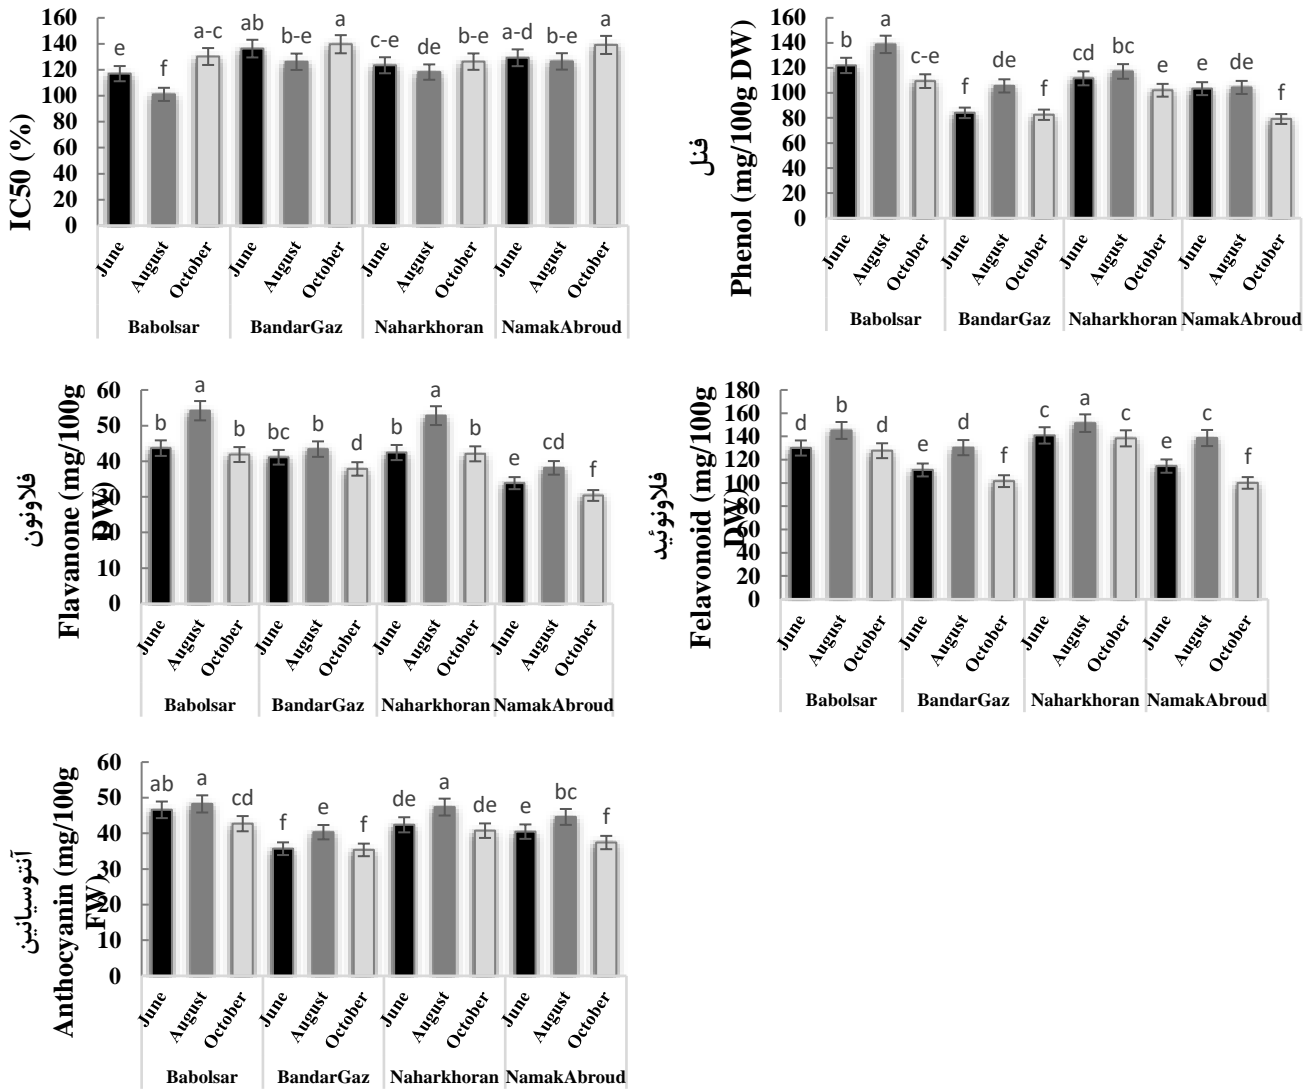 160
140
120
100
80
60
40
20
0
IC50 (%)
e
f
a-c
ab
b-e
a
c-e
de
b-e
a-d
b-e
a
June
August
October
June
August
October
June
August
October
June
August
October
Babolsar
BandarGaz
Naharkhoran
NamakAbroud
160
140
120
100
80
60
40
20
0
فنل
Phenol (mg/100g DW)
b
a
c-e
f
de
f
cd
bc
e
e
de
f
June
August
October
June
August
October
June
August
October
June
August
October
Babolsar
BandarGaz
Naharkhoran
NamakAbroud
60
50
40
30
20
10
0
فلاونون
Flavanone (mg/100g
DW)
b
a
b
bc
b
d
b
a
b
e
cd
f
June
August
October
June
August
October
June
August
October
June
August
October
Babolsar
BandarGaz
Naharkhoran
NamakAbroud
180
160
140
120
100
80
60
40
20
0
فلاونوئید
Felavonoid (mg/100g
DW)
d
b
d
e
d
f
c
a
c
e
c
f
June
August
October
June
August
October
June
August
October
June
August
October
Babolsar
BandarGaz
Naharkhoran
NamakAbroud
60
50
40
30
20
10
0
آنتوسیانین
Anthocyanin (mg/100g
FW)
ab
a
cd
f
e
f
de
a
de
e
bc
f
June
August
October
June
August
October
June
August
October
June
August
October
Babolsar
BandarGaz
Naharkhoran
NamakAbroud